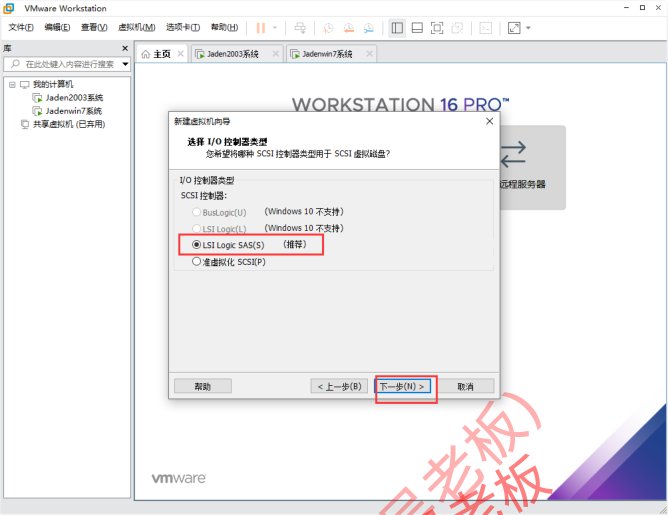 VMware Workstation
文件(F) 编辑(E) 查看(V) 虚拟机(M) 选项卡(T) 帮助(H)
库
在此处键入内容进行搜索
我的计算机
Jaden2003系统
Jadenwin7系统
共享虚拟机 (已弃用)
主页 Jaden2003系统 Jadenwin7系统
WORKSTATION 16 PRO™
远程服务器
新建虚拟机向导
选择 I/O 控制器类型
您希望将哪种 SCSI 控制器类型用于 SCSI 虚拟磁盘?
I/O 控制器类型
SCSI 控制器:
BusLogic(U) (Windows 10 不支持)
LSI Logic(L) (Windows 10 不支持)
LSI Logic SAS(S) (推荐)
准虚拟化 SCSI(P)
帮助 < 上一步(B) 下一步(N) > 取消
老板)
老板
vmware